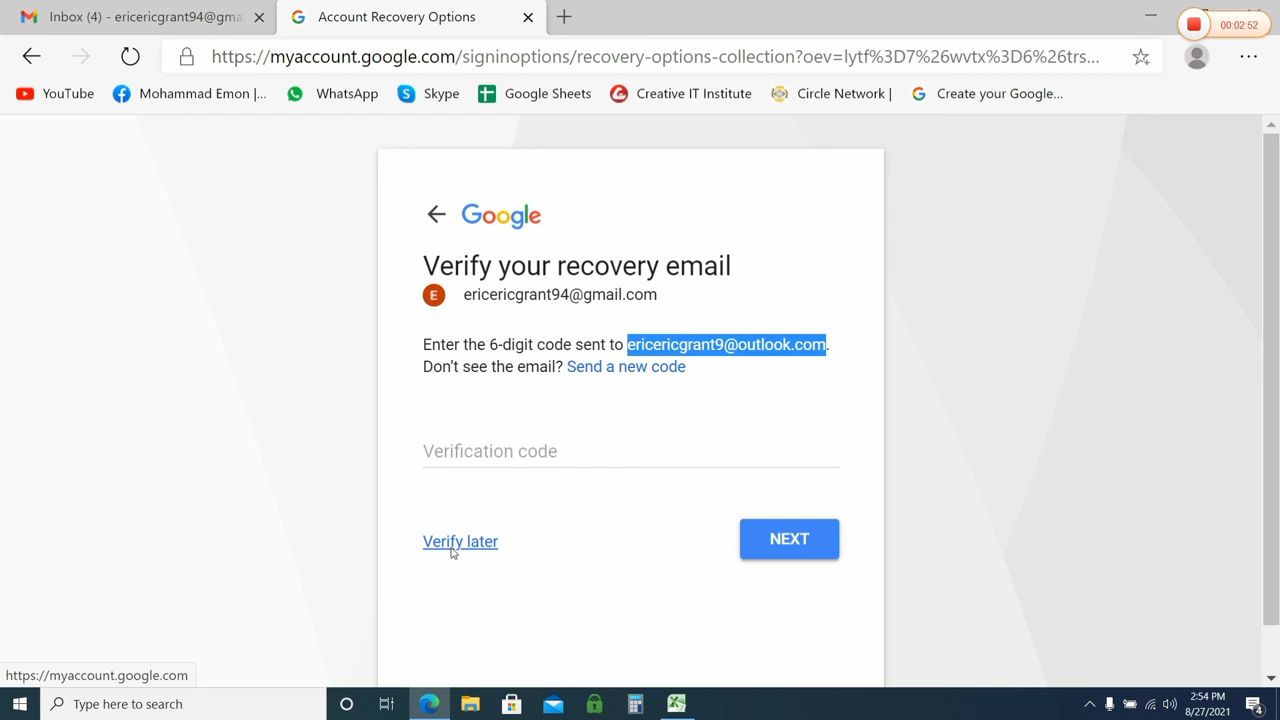 Inbox (4) - ericericgrant94@gma
Account Recovery Options
00:02:52
https://myaccount.google.com/signinoptions/recovery-options-collection?oev=lytf%3D7%26wvtx%3D6%26trs...
YouTube
Mohammad Emon |...
WhatsApp
Skype
Google Sheets
Creative IT Institute
Circle Network |
Create your Google...
Google
Verify your recovery email
E
ericericgrant94@gmail.com
Enter the 6-digit code sent to ericericgrant9@outlook.com.
Don't see the email? Send a new code
Verification code
Verify later
NEXT
https://myaccount.google.com
Type here to search
2:54 PM
8/27/2021
4